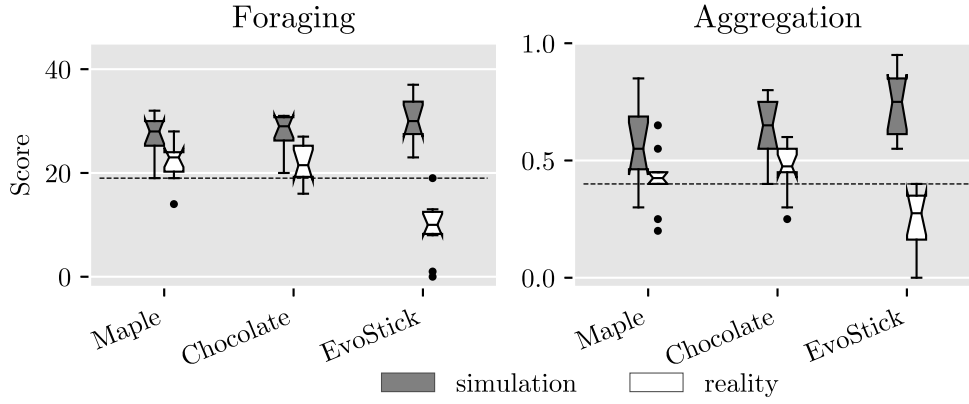 Foraging
Aggregation
Score
40
20
0
1.0
0.5
0.0
Maple
Chocolate
EvoStick
Maple
Chocolate
EvoStick
simulation
reality